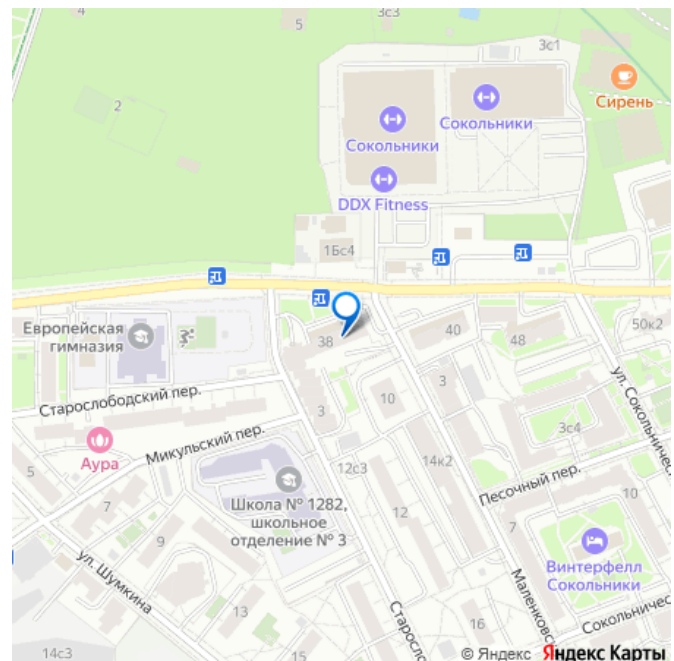 3с3
5
3с1
2
Сирень
Сокольники
Сокольники
DDX Fitness
1Бс4
Европейская
гимназия
38
40
48
50к2
ул. Сокольническ
Старослободский пер.
3
3
10
Аура
Микульский пер.
3с4
5
12с3
14к2
Песочный пер.
7
Школа № 1282,
школьное
отделение № 3
10
12
7
9
Винтерфелл
Сокольники
ул. Шумкина
Маленковс
13
Старосло
16
Сокольничес
14с3
15
© Яндекс Яндекс Карты